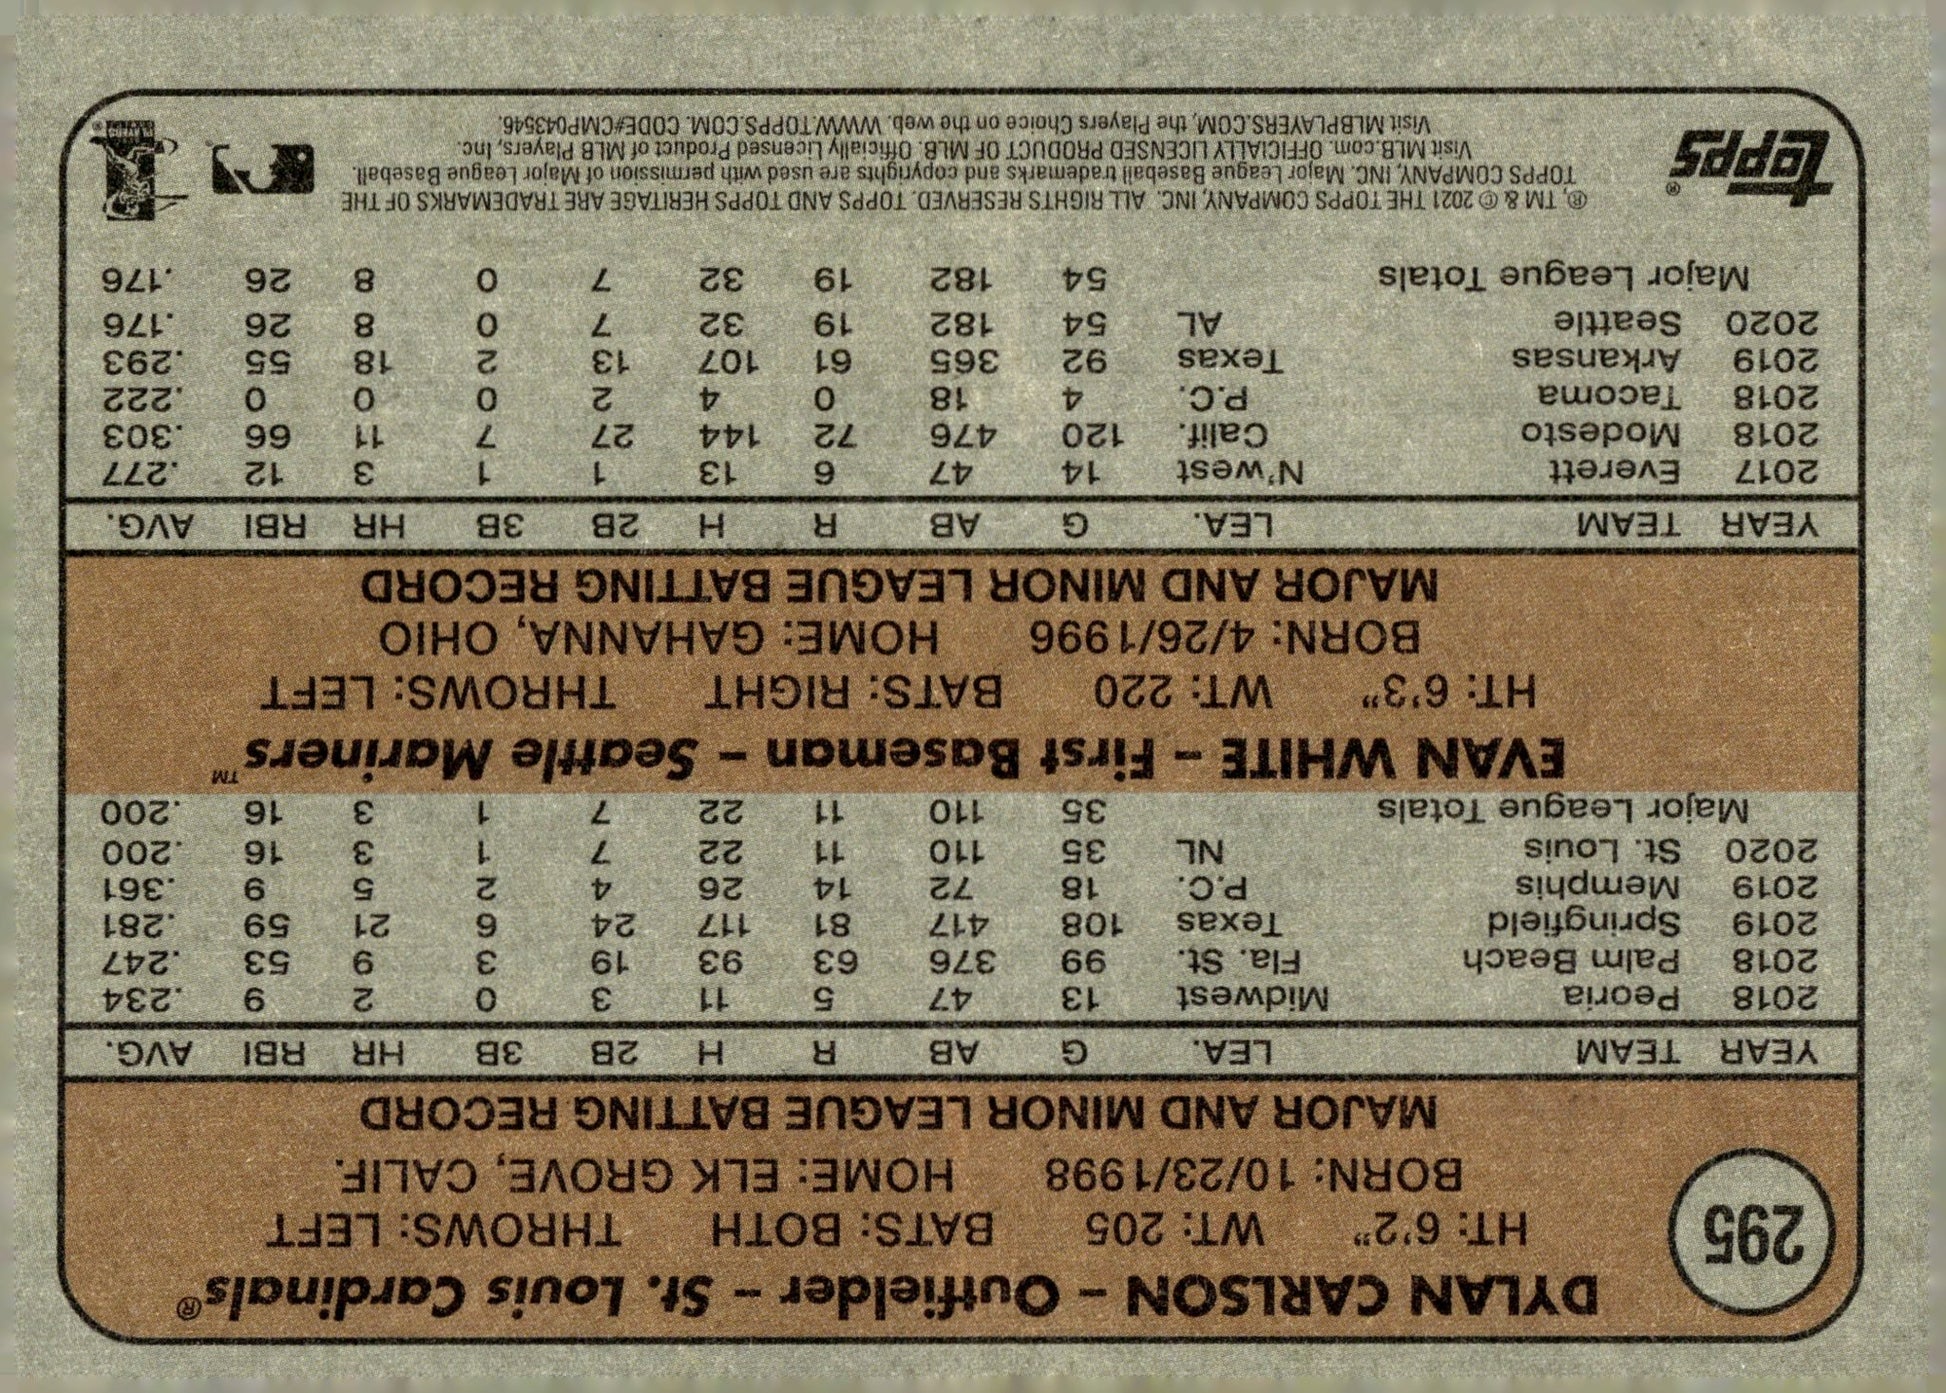 295
DYLAN CARLSON – Outfielder – St. Louis Cardinals®
HT: 6'2" WT: 205 BATS: BOTH THROWS: LEFT
BORN: 10/23/1998 HOME: ELK GROVE, CALIF.
MAJOR AND MINOR LEAGUE BATTING RECORD
YEAR TEAM LEA. G AB R H 2B 3B HR RBI AVG.
2018 Peoria Midwest 13 47 5 11 3 0 2 9 .234
2018 Palm Beach Fla. St. 99 376 63 93 19 3 9 53 .247
2019 Springfield Texas 108 417 81 117 24 6 21 59 .281
2019 Memphis P.C. 18 72 14 26 4 2 5 9 .361
2020 St. Louis NL 35 110 11 22 7 1 3 16 .200
Major League Totals 35 110 11 22 7 1 3 16 .200
EVAN WHITE – First Baseman – Seattle Mariners™
HT: 6'3" WT: 220 BATS: RIGHT THROWS: LEFT
BORN: 4/26/1996 HOME: GAHANNA, OHIO
MAJOR AND MINOR LEAGUE BATTING RECORD
YEAR TEAM LEA. G AB R H 2B 3B HR RBI AVG.
2017 Everett N'west 14 47 6 13 1 1 3 12 .277
2018 Modesto Calif. 120 476 72 144 27 7 11 66 .303
2018 Tacoma P.C. 4 18 0 4 2 0 0 0 .222
2019 Arkansas Texas 92 365 61 107 13 2 18 55 .293
2020 Seattle AL 54 182 19 32 7 0 8 26 .176
Major League Totals 54 182 19 32 7 0 8 26 .176
topps®
®, TM & © 2021 THE TOPPS COMPANY, INC. ALL RIGHTS RESERVED. TOPPS AND TOPPS HERITAGE ARE TRADEMARKS OF THE
TOPPS COMPANY, INC. Major League Baseball trademarks and copyrights are used with permission of Major League Baseball.
Visit MLB.com. OFFICIALLY LICENSED PRODUCT OF MLB. Officially Licensed Product of MLB Players, Inc.
Visit MLBPLAYERS.COM, the Players Choice on the web. WWW.TOPPS.COM. CODE#CMP043546.